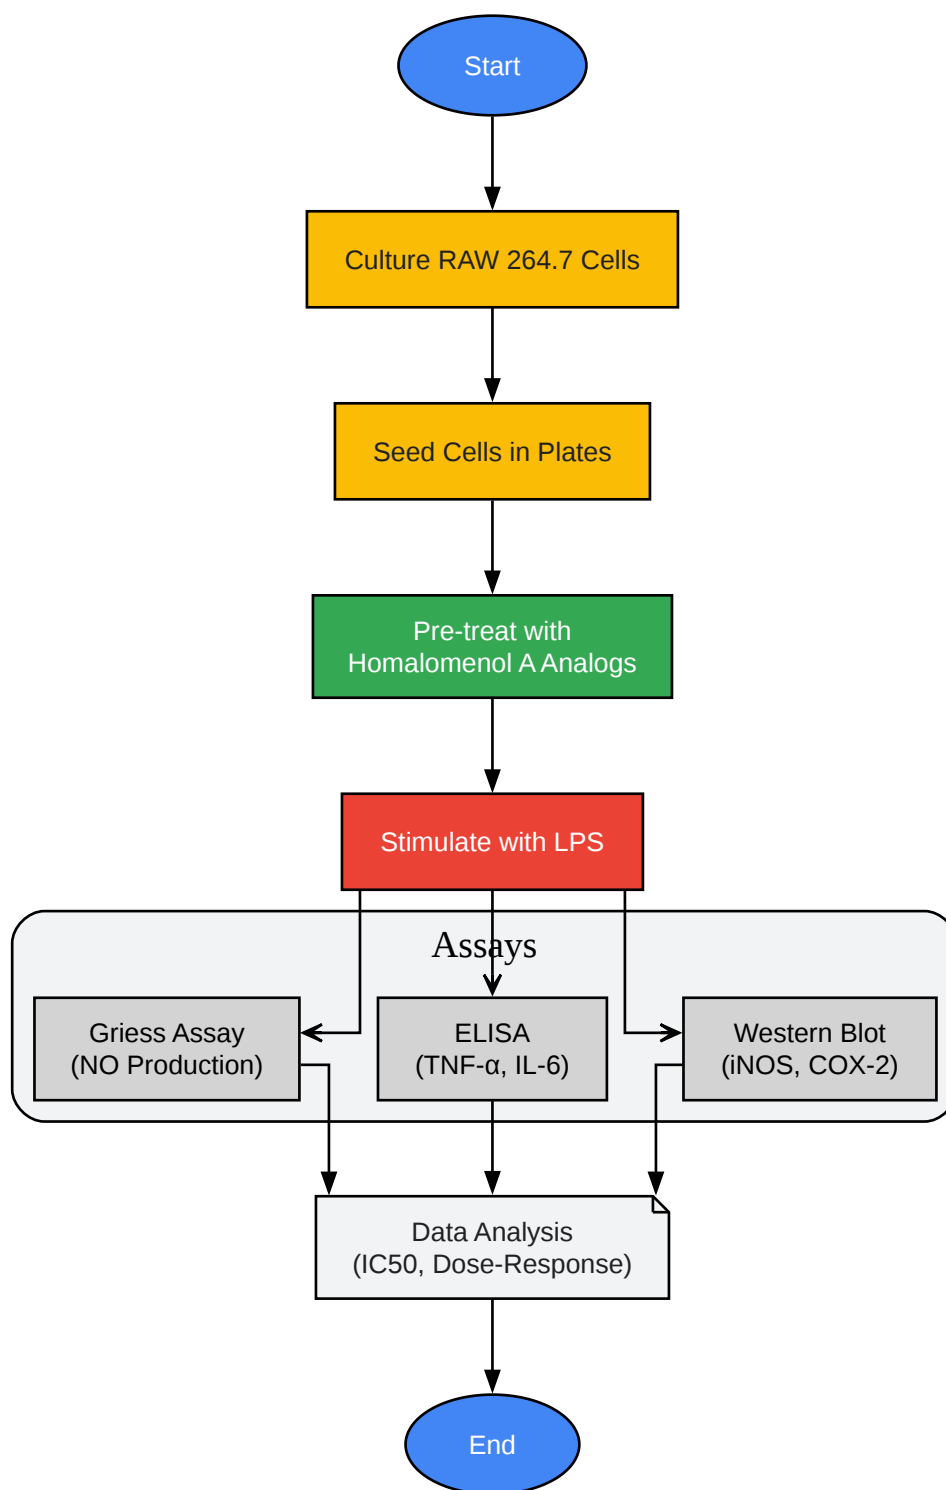 Start
Culture RAW 264.7 Cells
Seed Cells in Plates
Pre-treat with
Homalomenol A Analogs
Stimulate with LPS
Assays
Griess Assay
(NO Production)
ELISA
(TNF-α, IL-6)
Western Blot
(iNOS, COX-2)
Data Analysis
(IC50, Dose-Response)
End